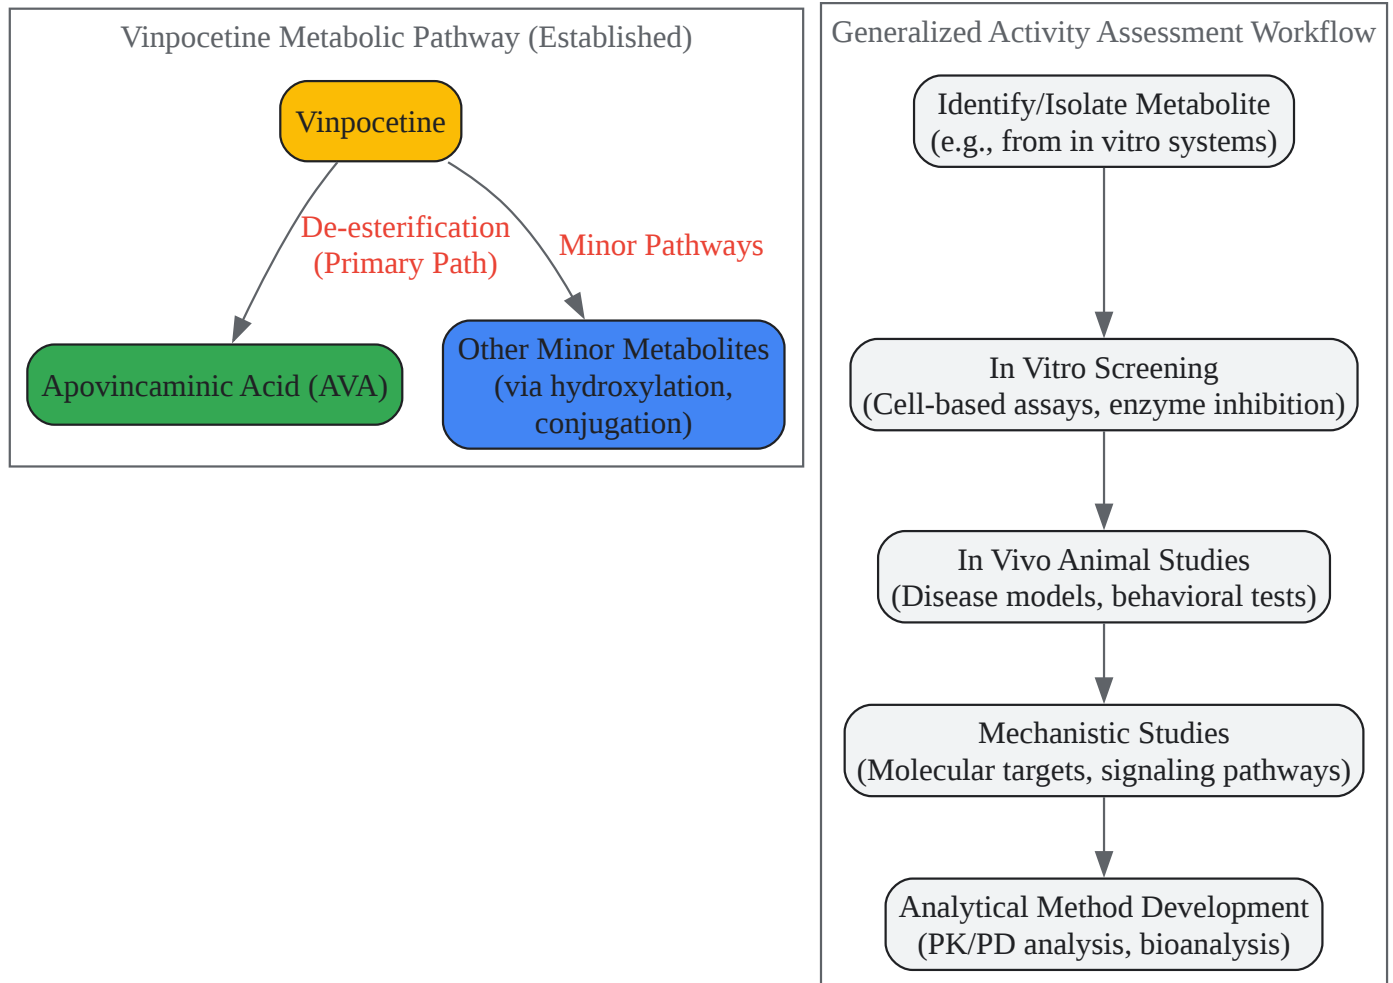 Vinpocetine Metabolic Pathway (Established)
Vinpocetine
De-esterification
(Primary Path)
Minor Pathways
Apovincaminic Acid (AVA)
Other Minor Metabolites
(via hydroxylation,
conjugation)
Generalized Activity Assessment Workflow
Identify/Isolate Metabolite
(e.g., from in vitro systems)
In Vitro Screening
(Cell-based assays, enzyme inhibition)
In Vivo Animal Studies
(Disease models, behavioral tests)
Mechanistic Studies
(Molecular targets, signaling pathways)
Analytical Method Development
(PK/PD analysis, bioanalysis)